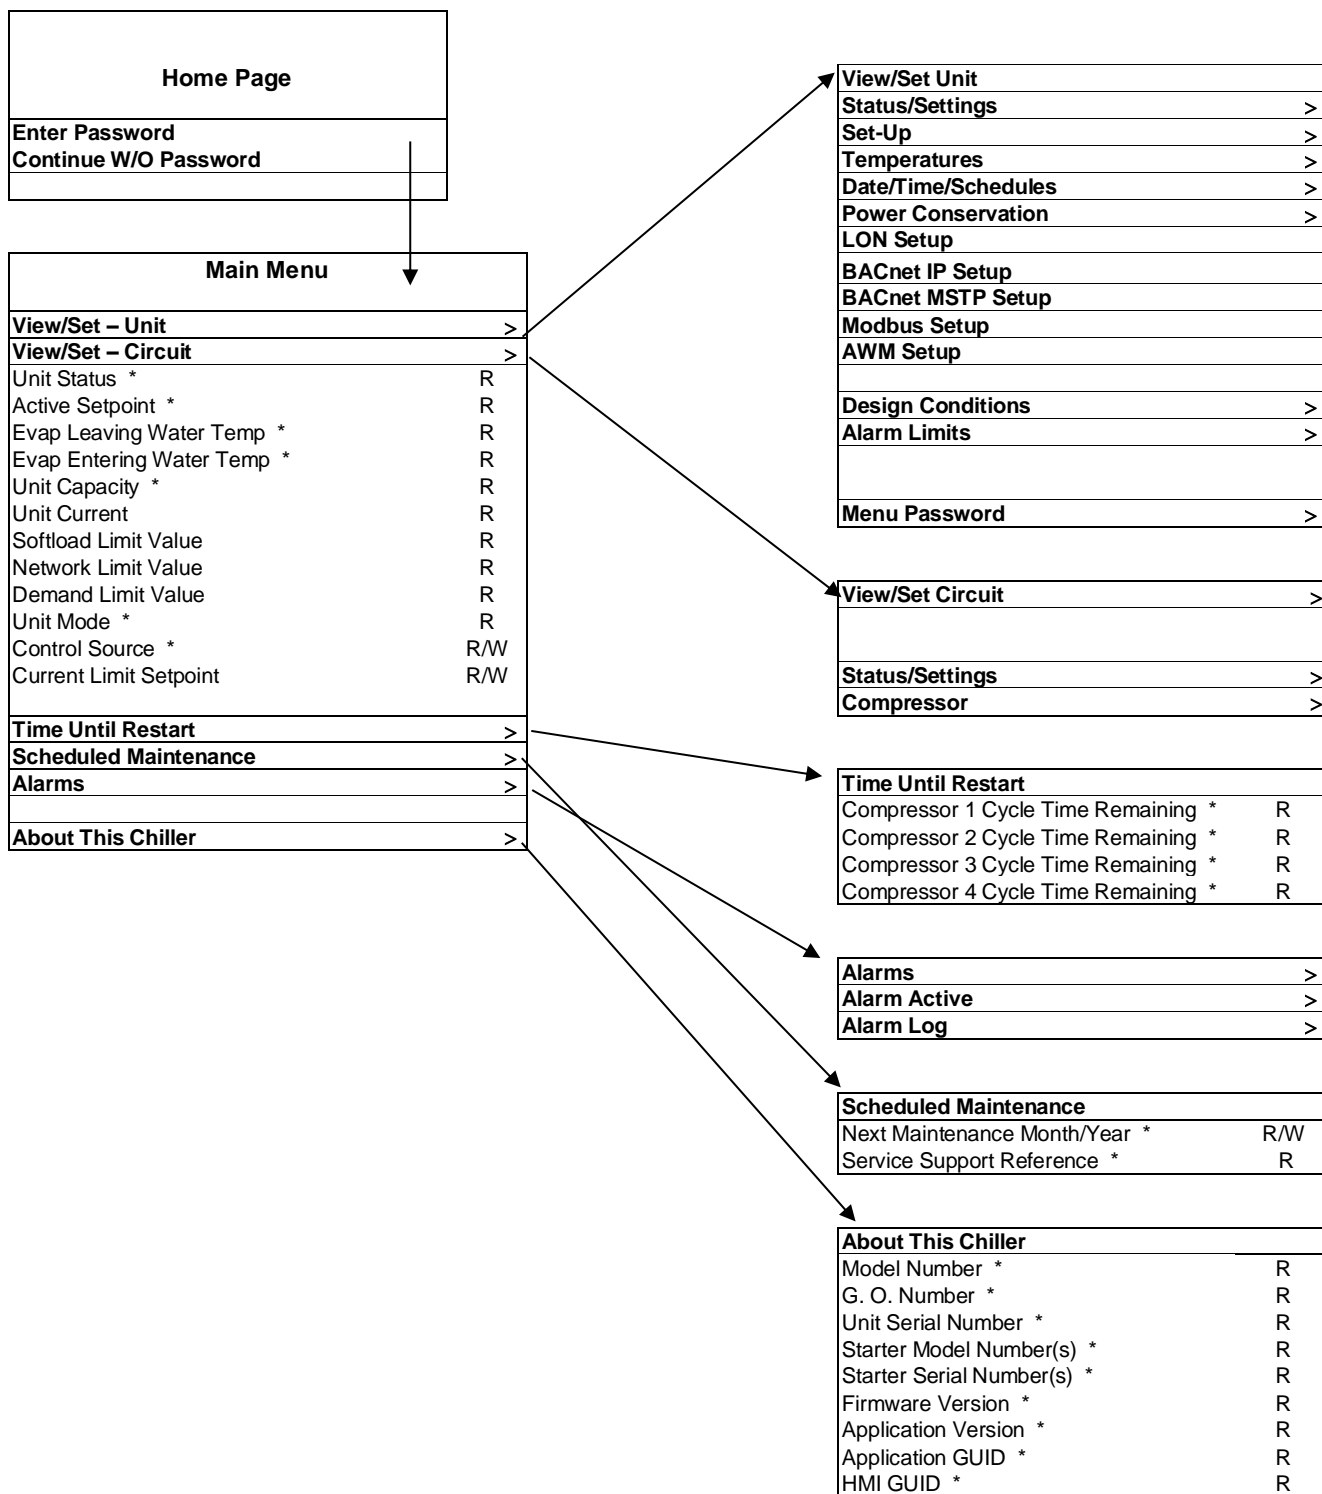 Home Page
Enter Password
Continue W/O Password
Main Menu
View/Set – Unit >
View/Set – Circuit >
Unit Status * R
Active Setpoint * R
Evap Leaving Water Temp * R
Evap Entering Water Temp * R
Unit Capacity * R
Unit Current R
Softload Limit Value R
Network Limit Value R
Demand Limit Value R
Unit Mode * R
Control Source * R/W
Current Limit Setpoint R/W
Time Until Restart >
Scheduled Maintenance >
Alarms >
About This Chiller >
View/Set Unit
Status/Settings >
Set-Up >
Temperatures >
Date/Time/Schedules >
Power Conservation >
LON Setup
BACnet IP Setup
BACnet MSTP Setup
Modbus Setup
AWM Setup
Design Conditions >
Alarm Limits >
Menu Password >
View/Set Circuit >
Status/Settings >
Compressor >
Time Until Restart
Compressor 1 Cycle Time Remaining * R
Compressor 2 Cycle Time Remaining * R
Compressor 3 Cycle Time Remaining * R
Compressor 4 Cycle Time Remaining * R
Alarms >
Alarm Active >
Alarm Log >
Scheduled Maintenance
Next Maintenance Month/Year * R/W
Service Support Reference * R
About This Chiller
Model Number * R
G. O. Number * R
Unit Serial Number * R
Starter Model Number(s) * R
Starter Serial Number(s) * R
Firmware Version * R
Application Version * R
Application GUID * R
HMI GUID * R